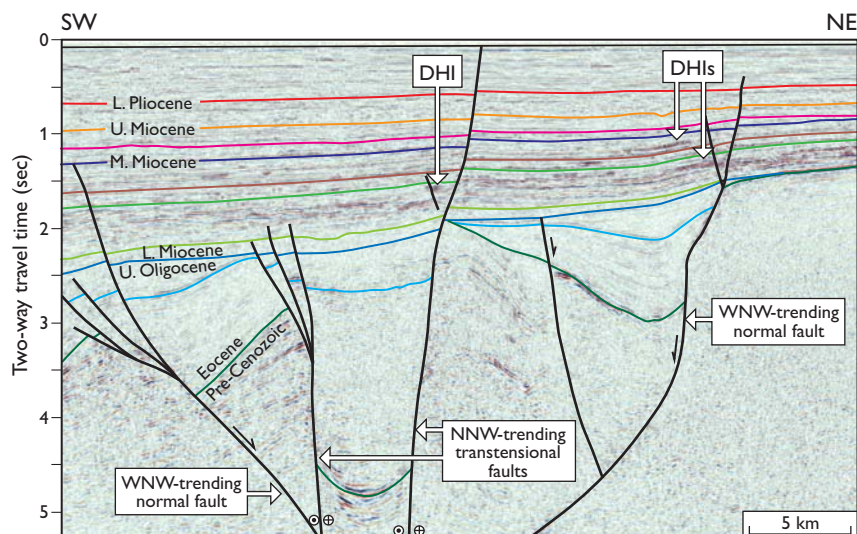 SW
NE
0
DHI
DHIs
L. Pliocene
U. Miocene
1
M. Miocene
2
L. Miocene
U. Oligocene
3
WNW-trending
normal fault
Eocene
Pre-Cenozoic
4
NNW-trending
transtensional
faults
WNW-trending
normal fault
5
5 km
Two-way travel time (sec)